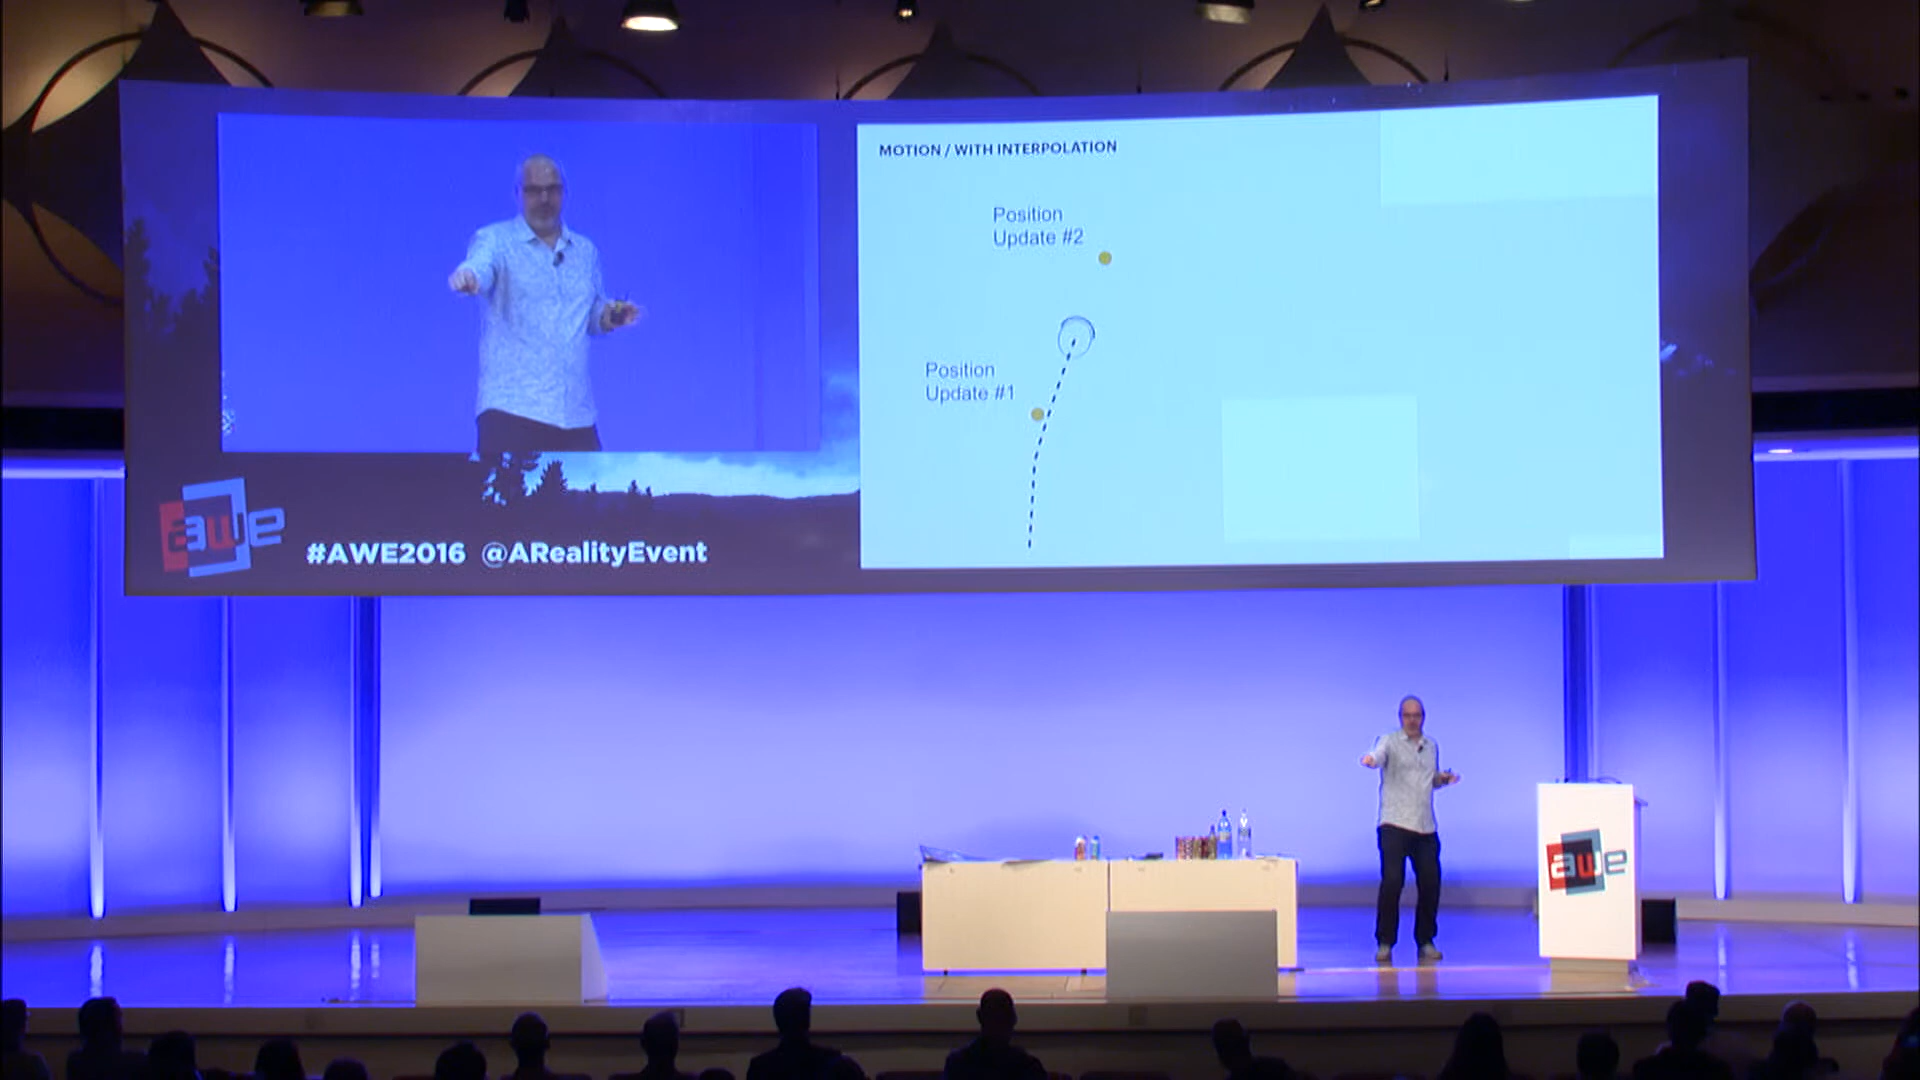 MOTION / WITH INTERPOLATION
Position
Update #2
Position
Update #1
awe
#AWE2016 @ARealityEvent
awe